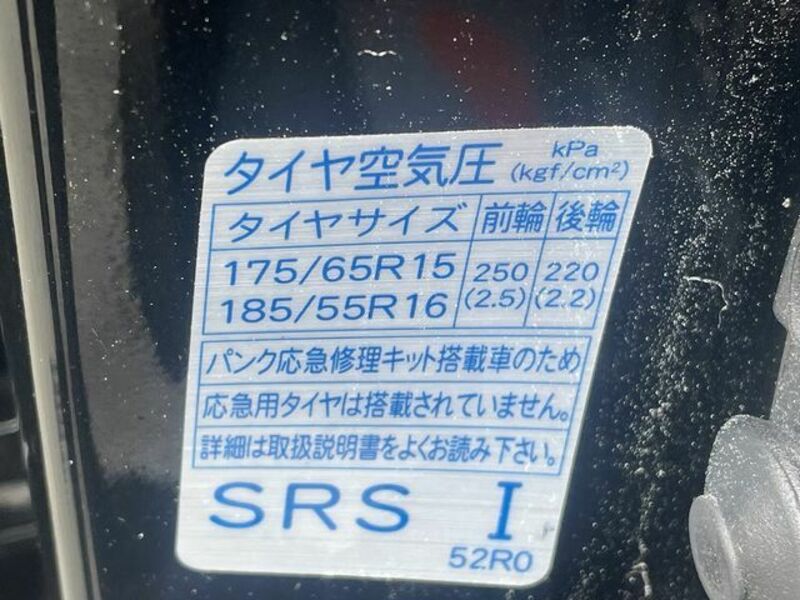 タイヤ空気圧 kPa
(kgf/cm²)
タイヤサイズ 前輪 後輪
175/65R15 250 220
185/55R16 (2.5) (2.2)
パンク応急修理キット搭載車のため
応急用タイヤは搭載されていません。
詳細は取扱説明書をよくお読み下さい。
SRS I
52R0